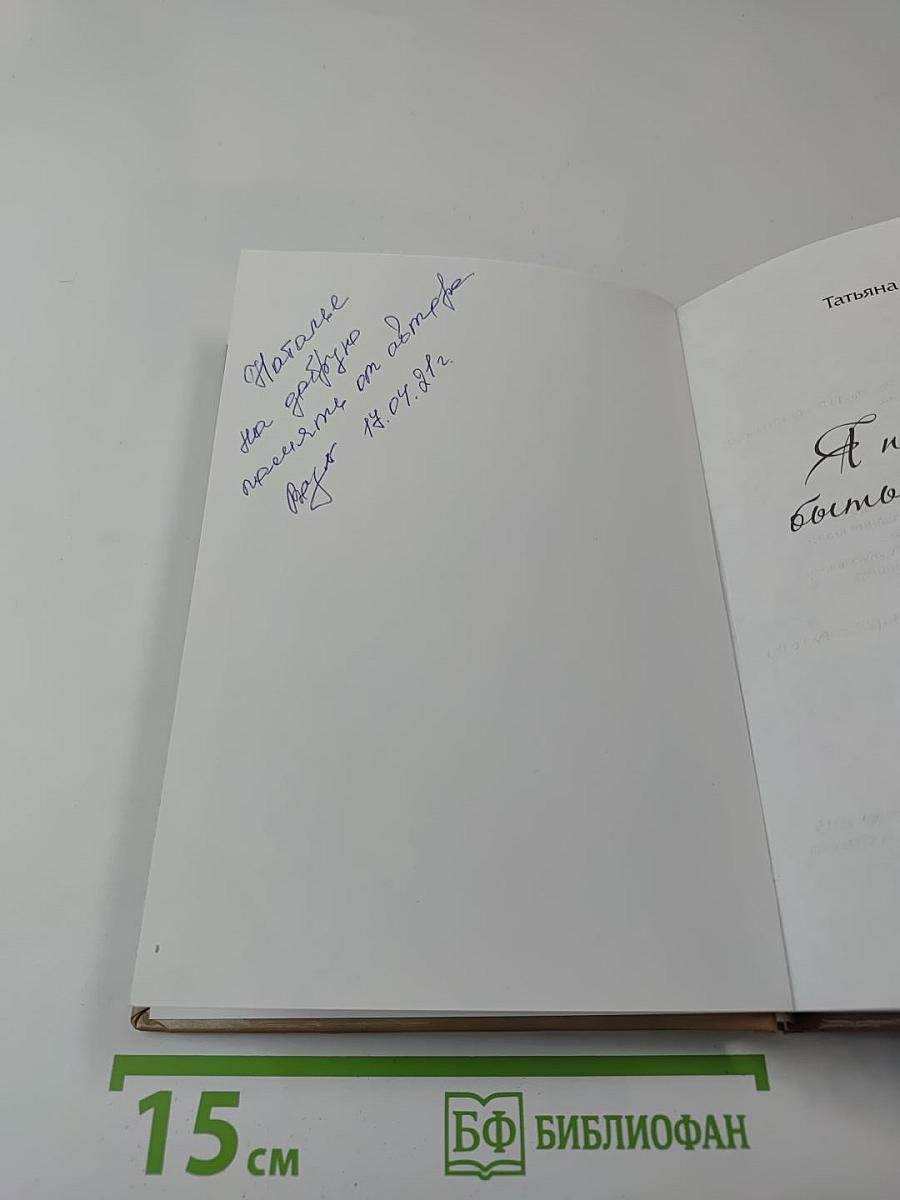 Наталье
на добрую
память от автора
17.04.21г.
Татьяна
Я п
быть
15 см
БФ БИБЛИОФАН